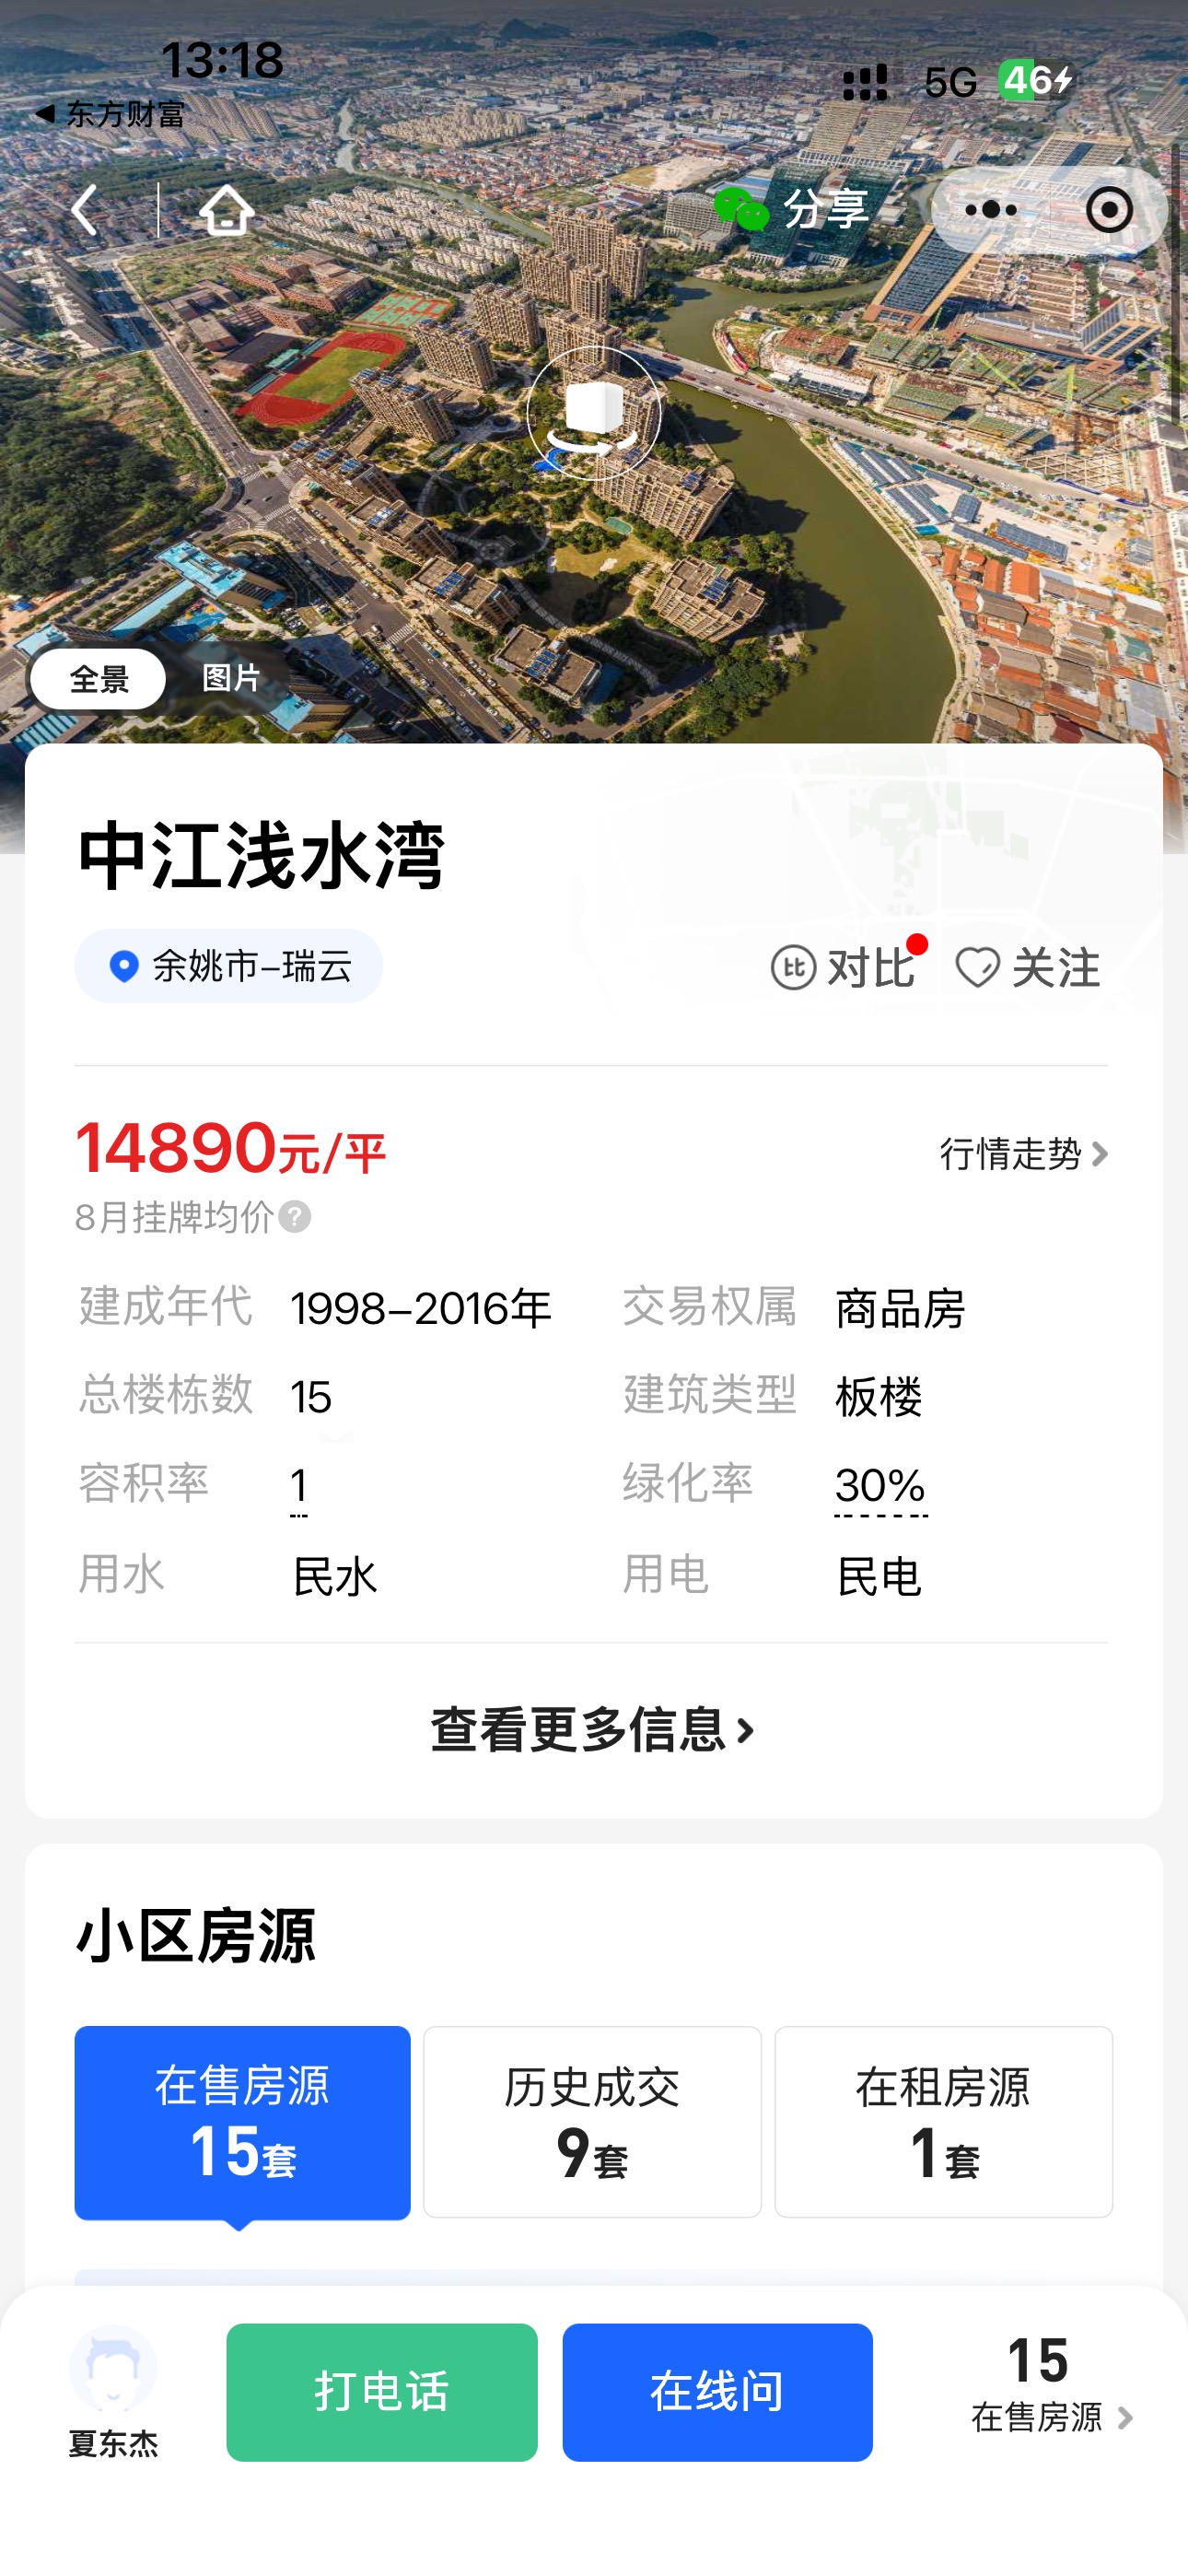 13:18
5G 46
东方财富
分享
全景 图片
中江浅水湾
余姚市-瑞云 对比 关注
14890元/平 行情走势
8月挂牌均价?
建成年代 1998-2016年 交易权属 商品房
总楼栋数 15 建筑类型 板楼
容积率 1 绿化率 30%
用水 民水 用电 民电
查看更多信息
小区房源
在售房源 历史成交 在租房源
15套 9套 1套
打电话 在线问 15
夏东杰 在售房源